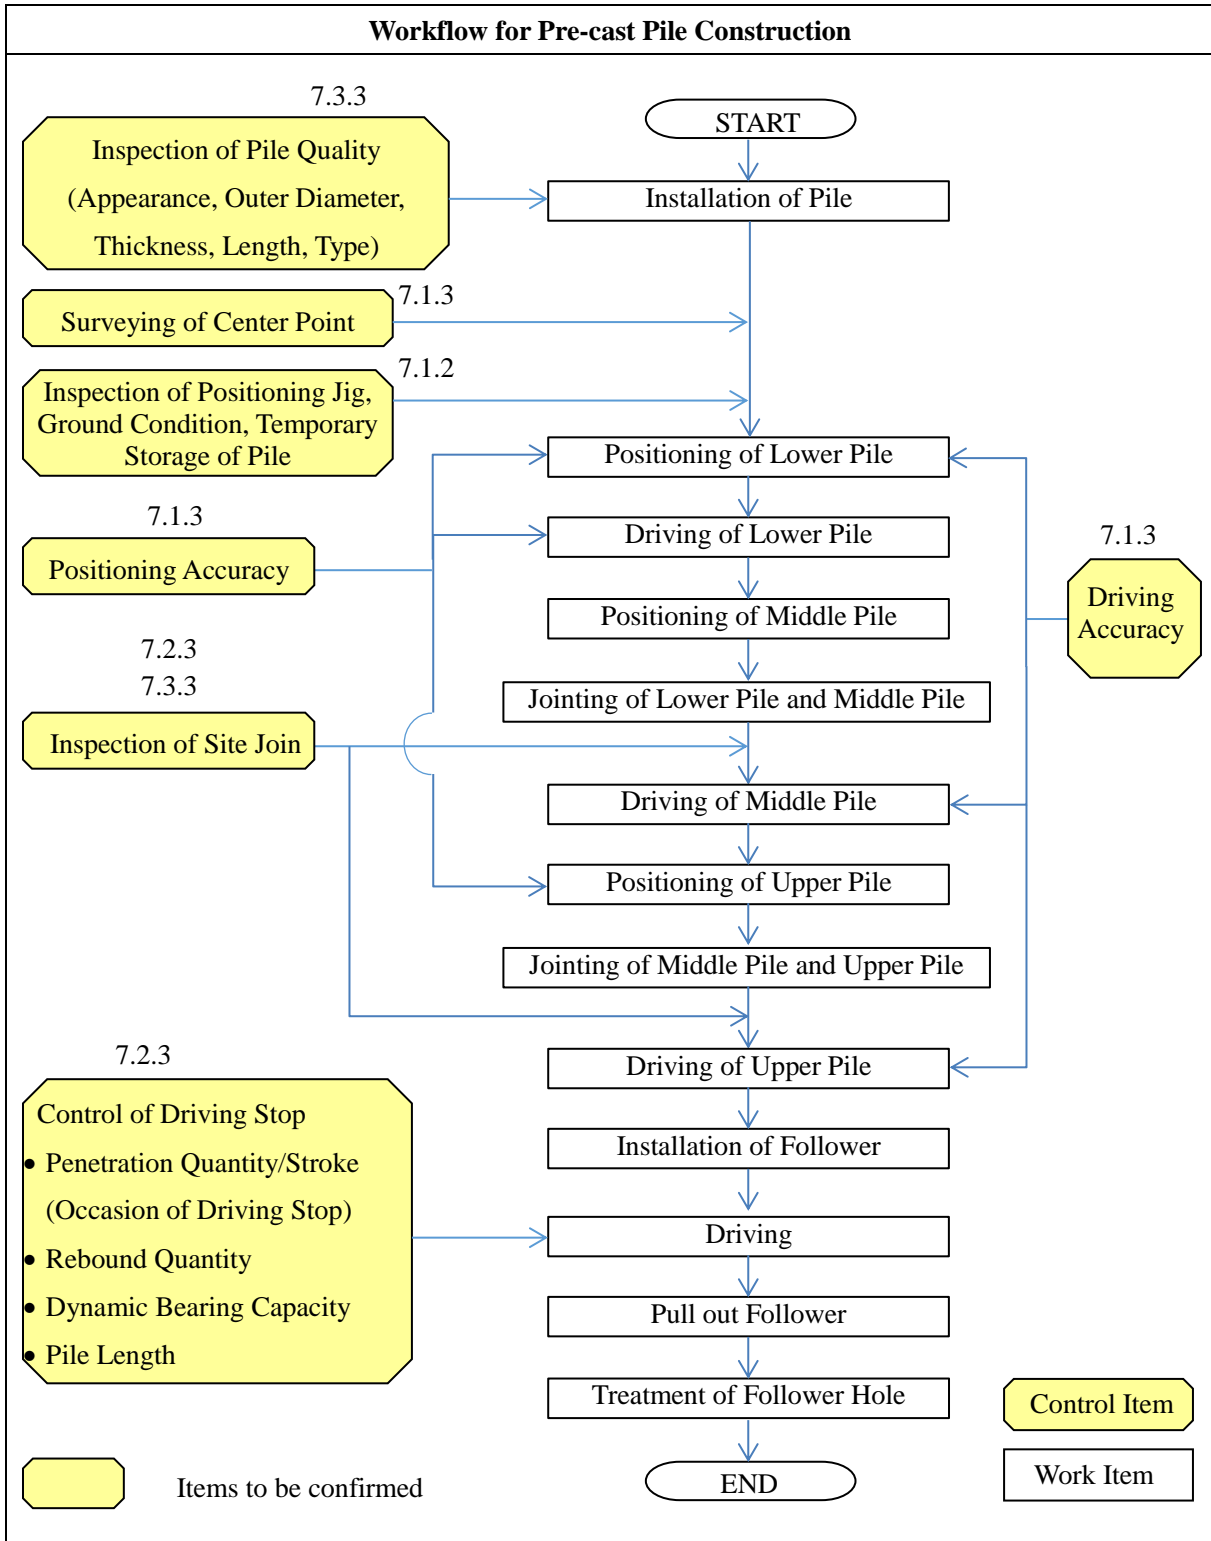 Workflow for Pre-cast Pile Construction
7.3.3
START
Inspection of Pile Quality
(Appearance, Outer Diameter,
Thickness, Length, Type)
Installation of Pile
7.1.3
Surveying of Center Point
7.1.2
Inspection of Positioning Jig,
Ground Condition, Temporary
Storage of Pile
Positioning of Lower Pile
7.1.3
Positioning Accuracy
Driving of Lower Pile
7.1.3
Driving
Accuracy
Positioning of Middle Pile
7.2.3
7.3.3
Inspection of Site Join
Jointing of Lower Pile and Middle Pile
Driving of Middle Pile
Positioning of Upper Pile
Jointing of Middle Pile and Upper Pile
Driving of Upper Pile
7.2.3
Control of Driving Stop
• Penetration Quantity/Stroke
(Occasion of Driving Stop)
• Rebound Quantity
• Dynamic Bearing Capacity
• Pile Length
Installation of Follower
Driving
Pull out Follower
Treatment of Follower Hole
END
Control Item
Work Item
Items to be confirmed